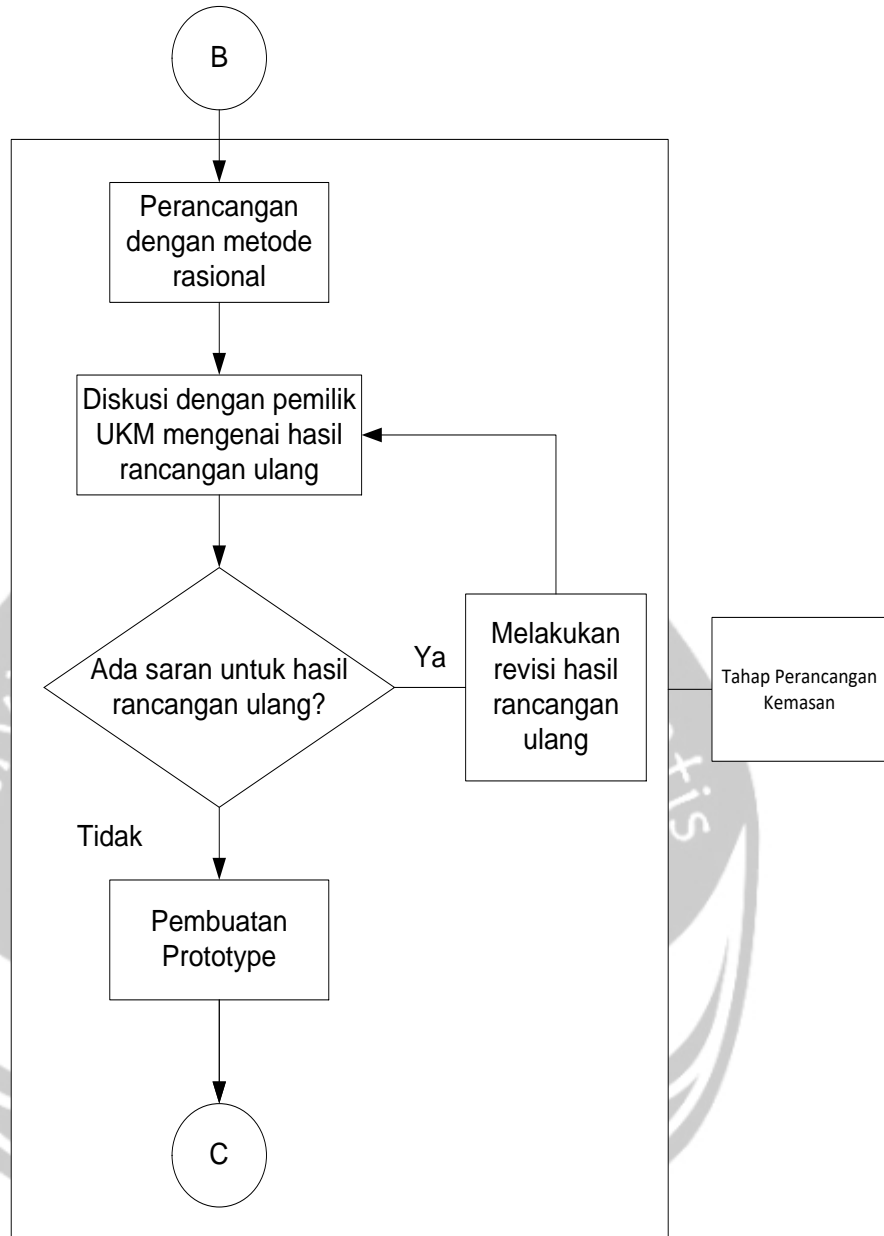 B
Perancangan
dengan metode
rasional
Diskusi dengan pemilik
UKM mengenai hasil
rancangan ulang
Ada saran untuk hasil
rancangan ulang?
Ya
Melakukan
revisi hasil
rancangan
ulang
Tahap Perancangan
Kemasan
Tidak
Pembuatan
Prototype
C